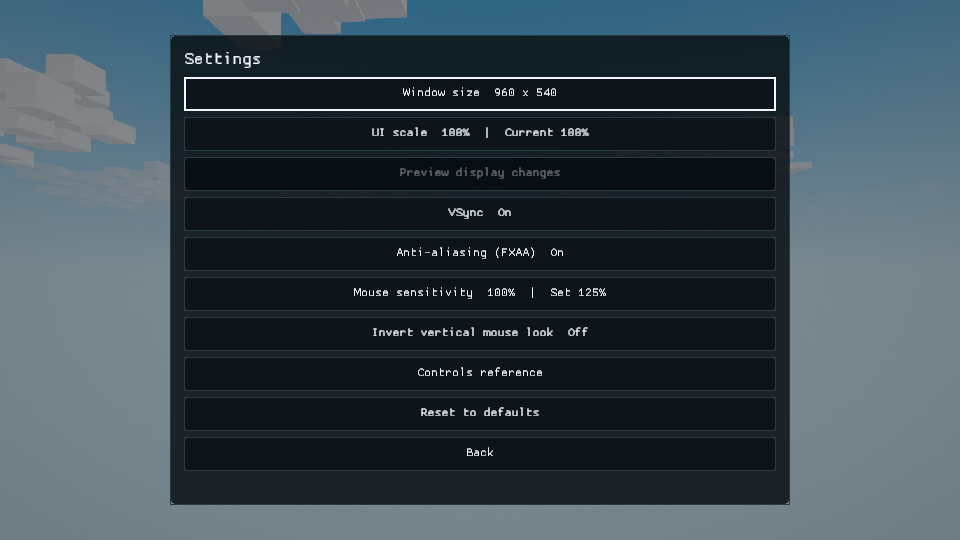 Settings
Window size 960 x 540
UI scale 100% | Current 100%
Preview display changes
VSync On
Anti-aliasing (FXAA) On
Mouse sensitivity 100% | Set 125%
Invert vertical mouse look Off
Controls reference
Reset to defaults
Back